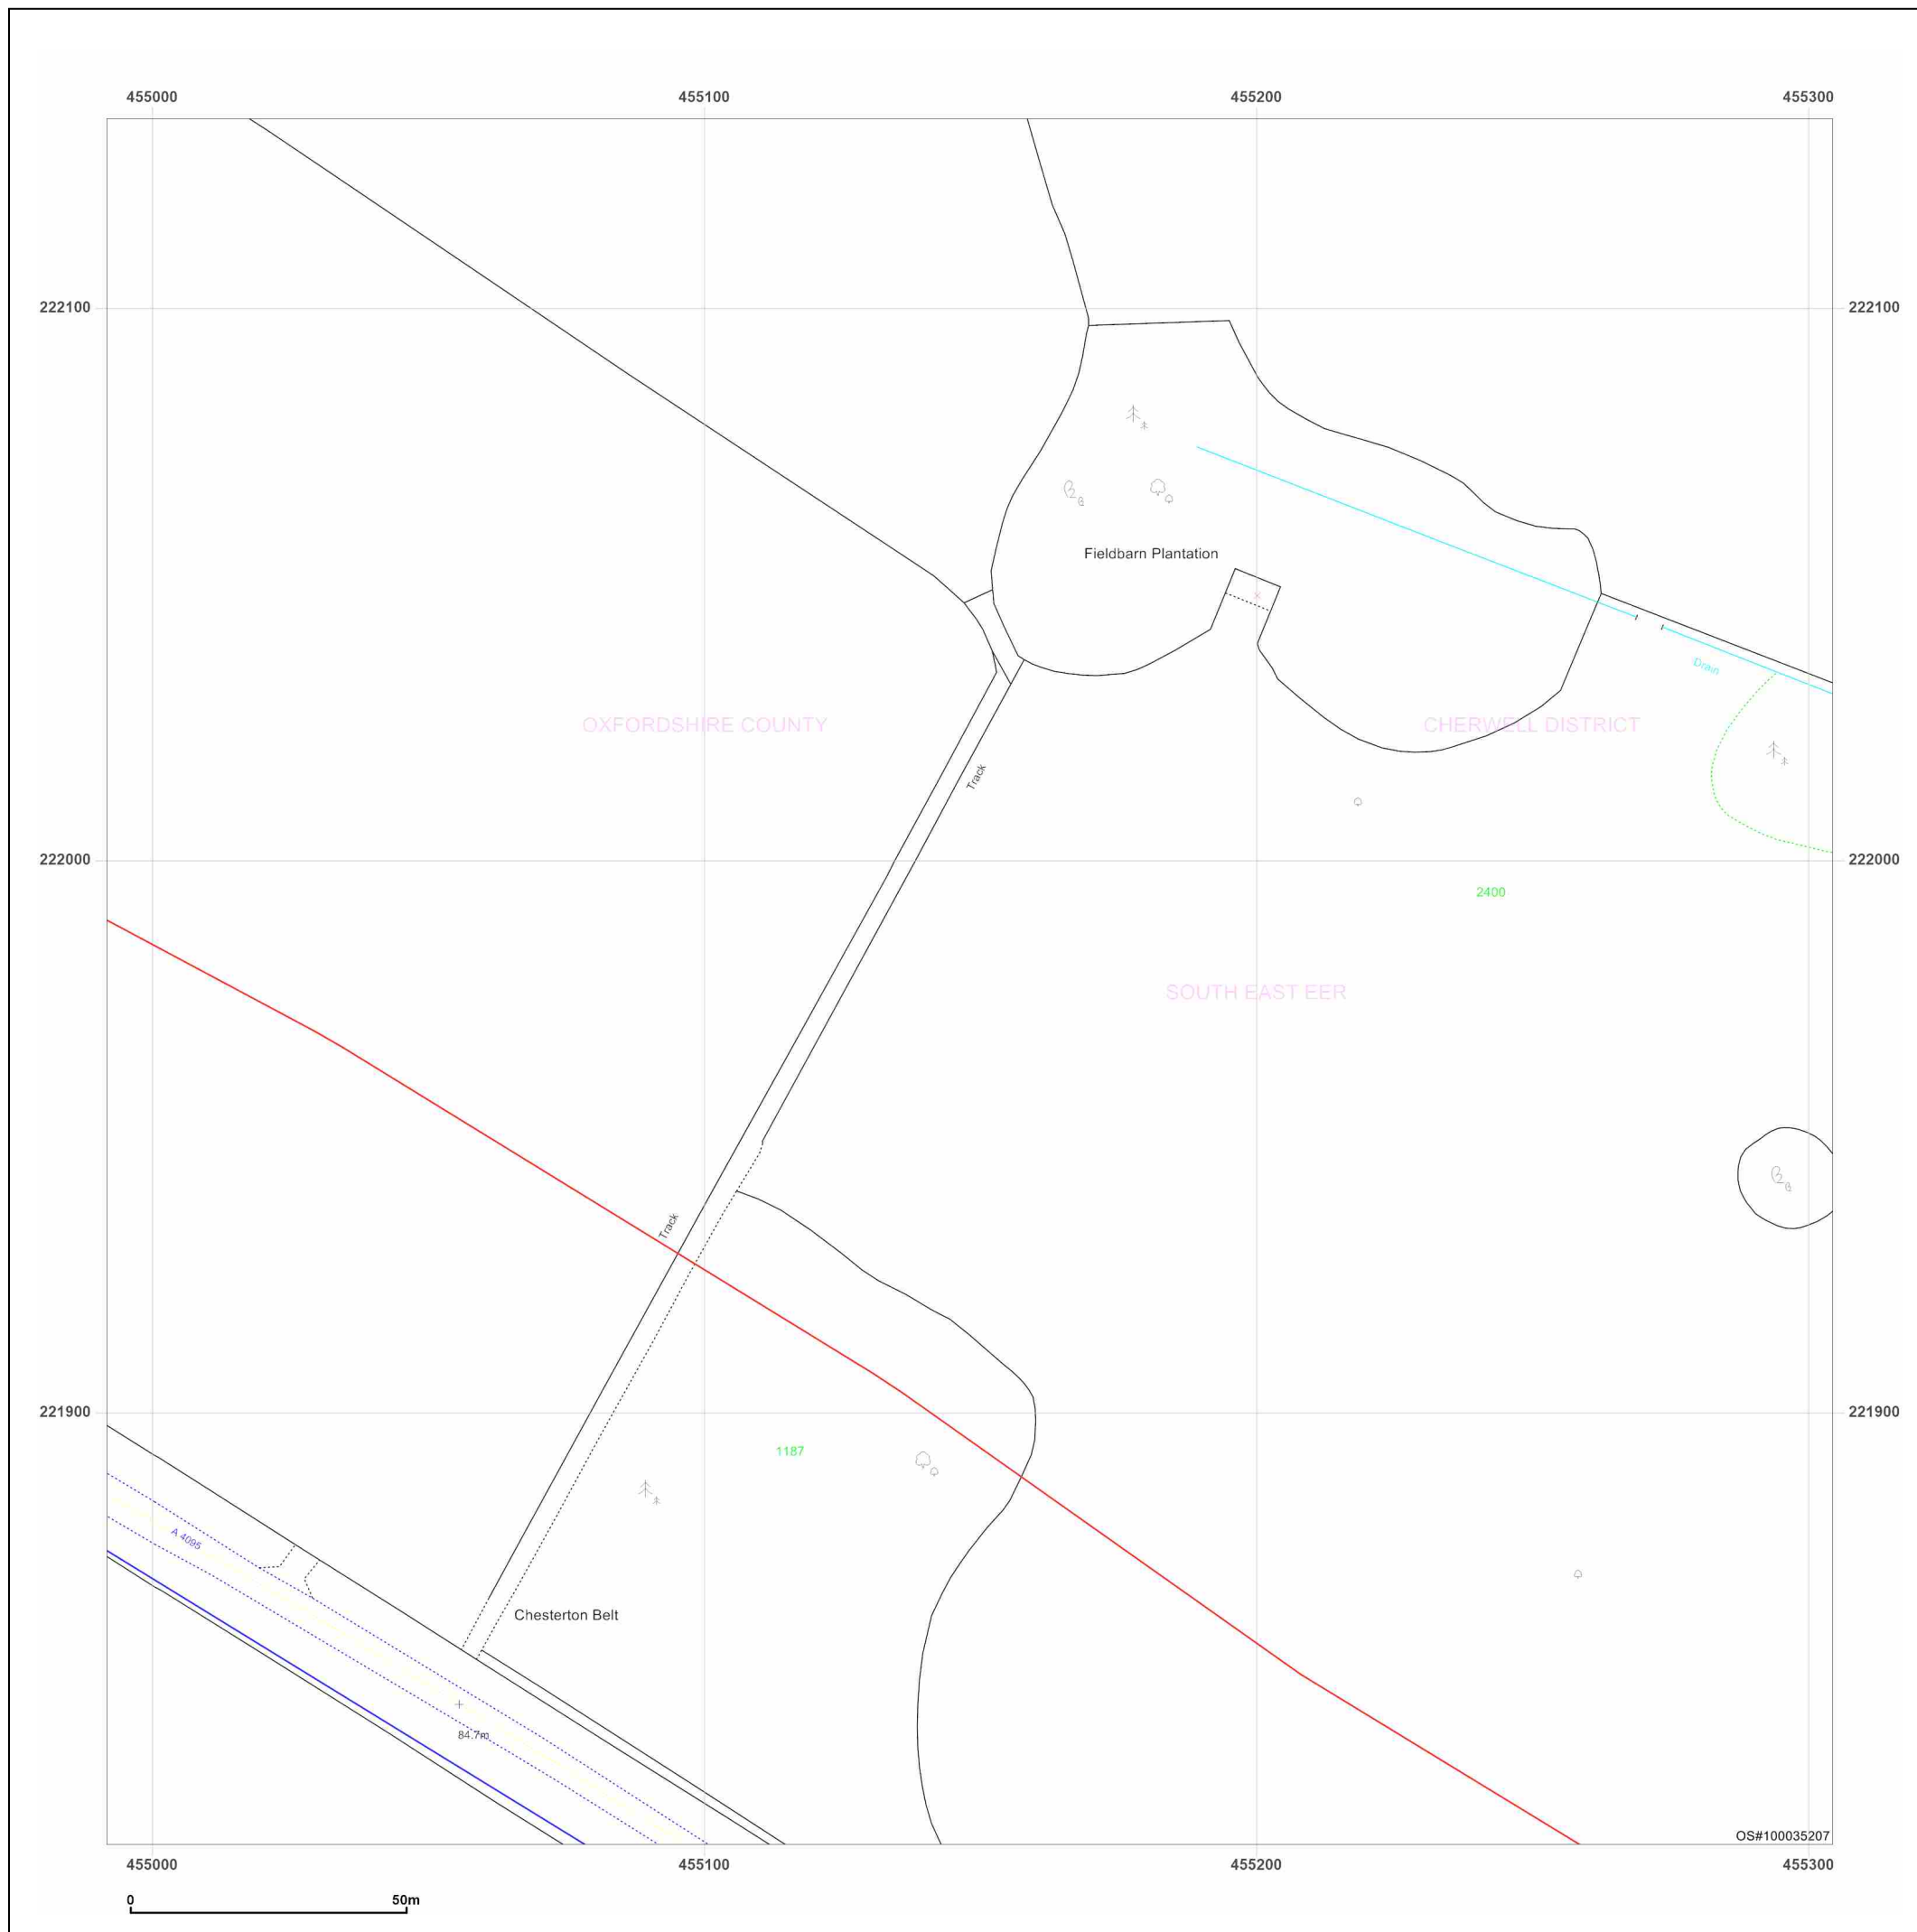 455000 455100 455200 455300
222100 222100
Fieldbarn Plantation
Drain
OXFORDSHIRE COUNTY CHERWELL DISTRICT
Track
222000 222000
2400
SOUTH EAST EER
Track
221900 221900
1187
A 4095
Chesterton Belt
84.7m
OS#100035207
455000 455100 455200 455300
0 50m